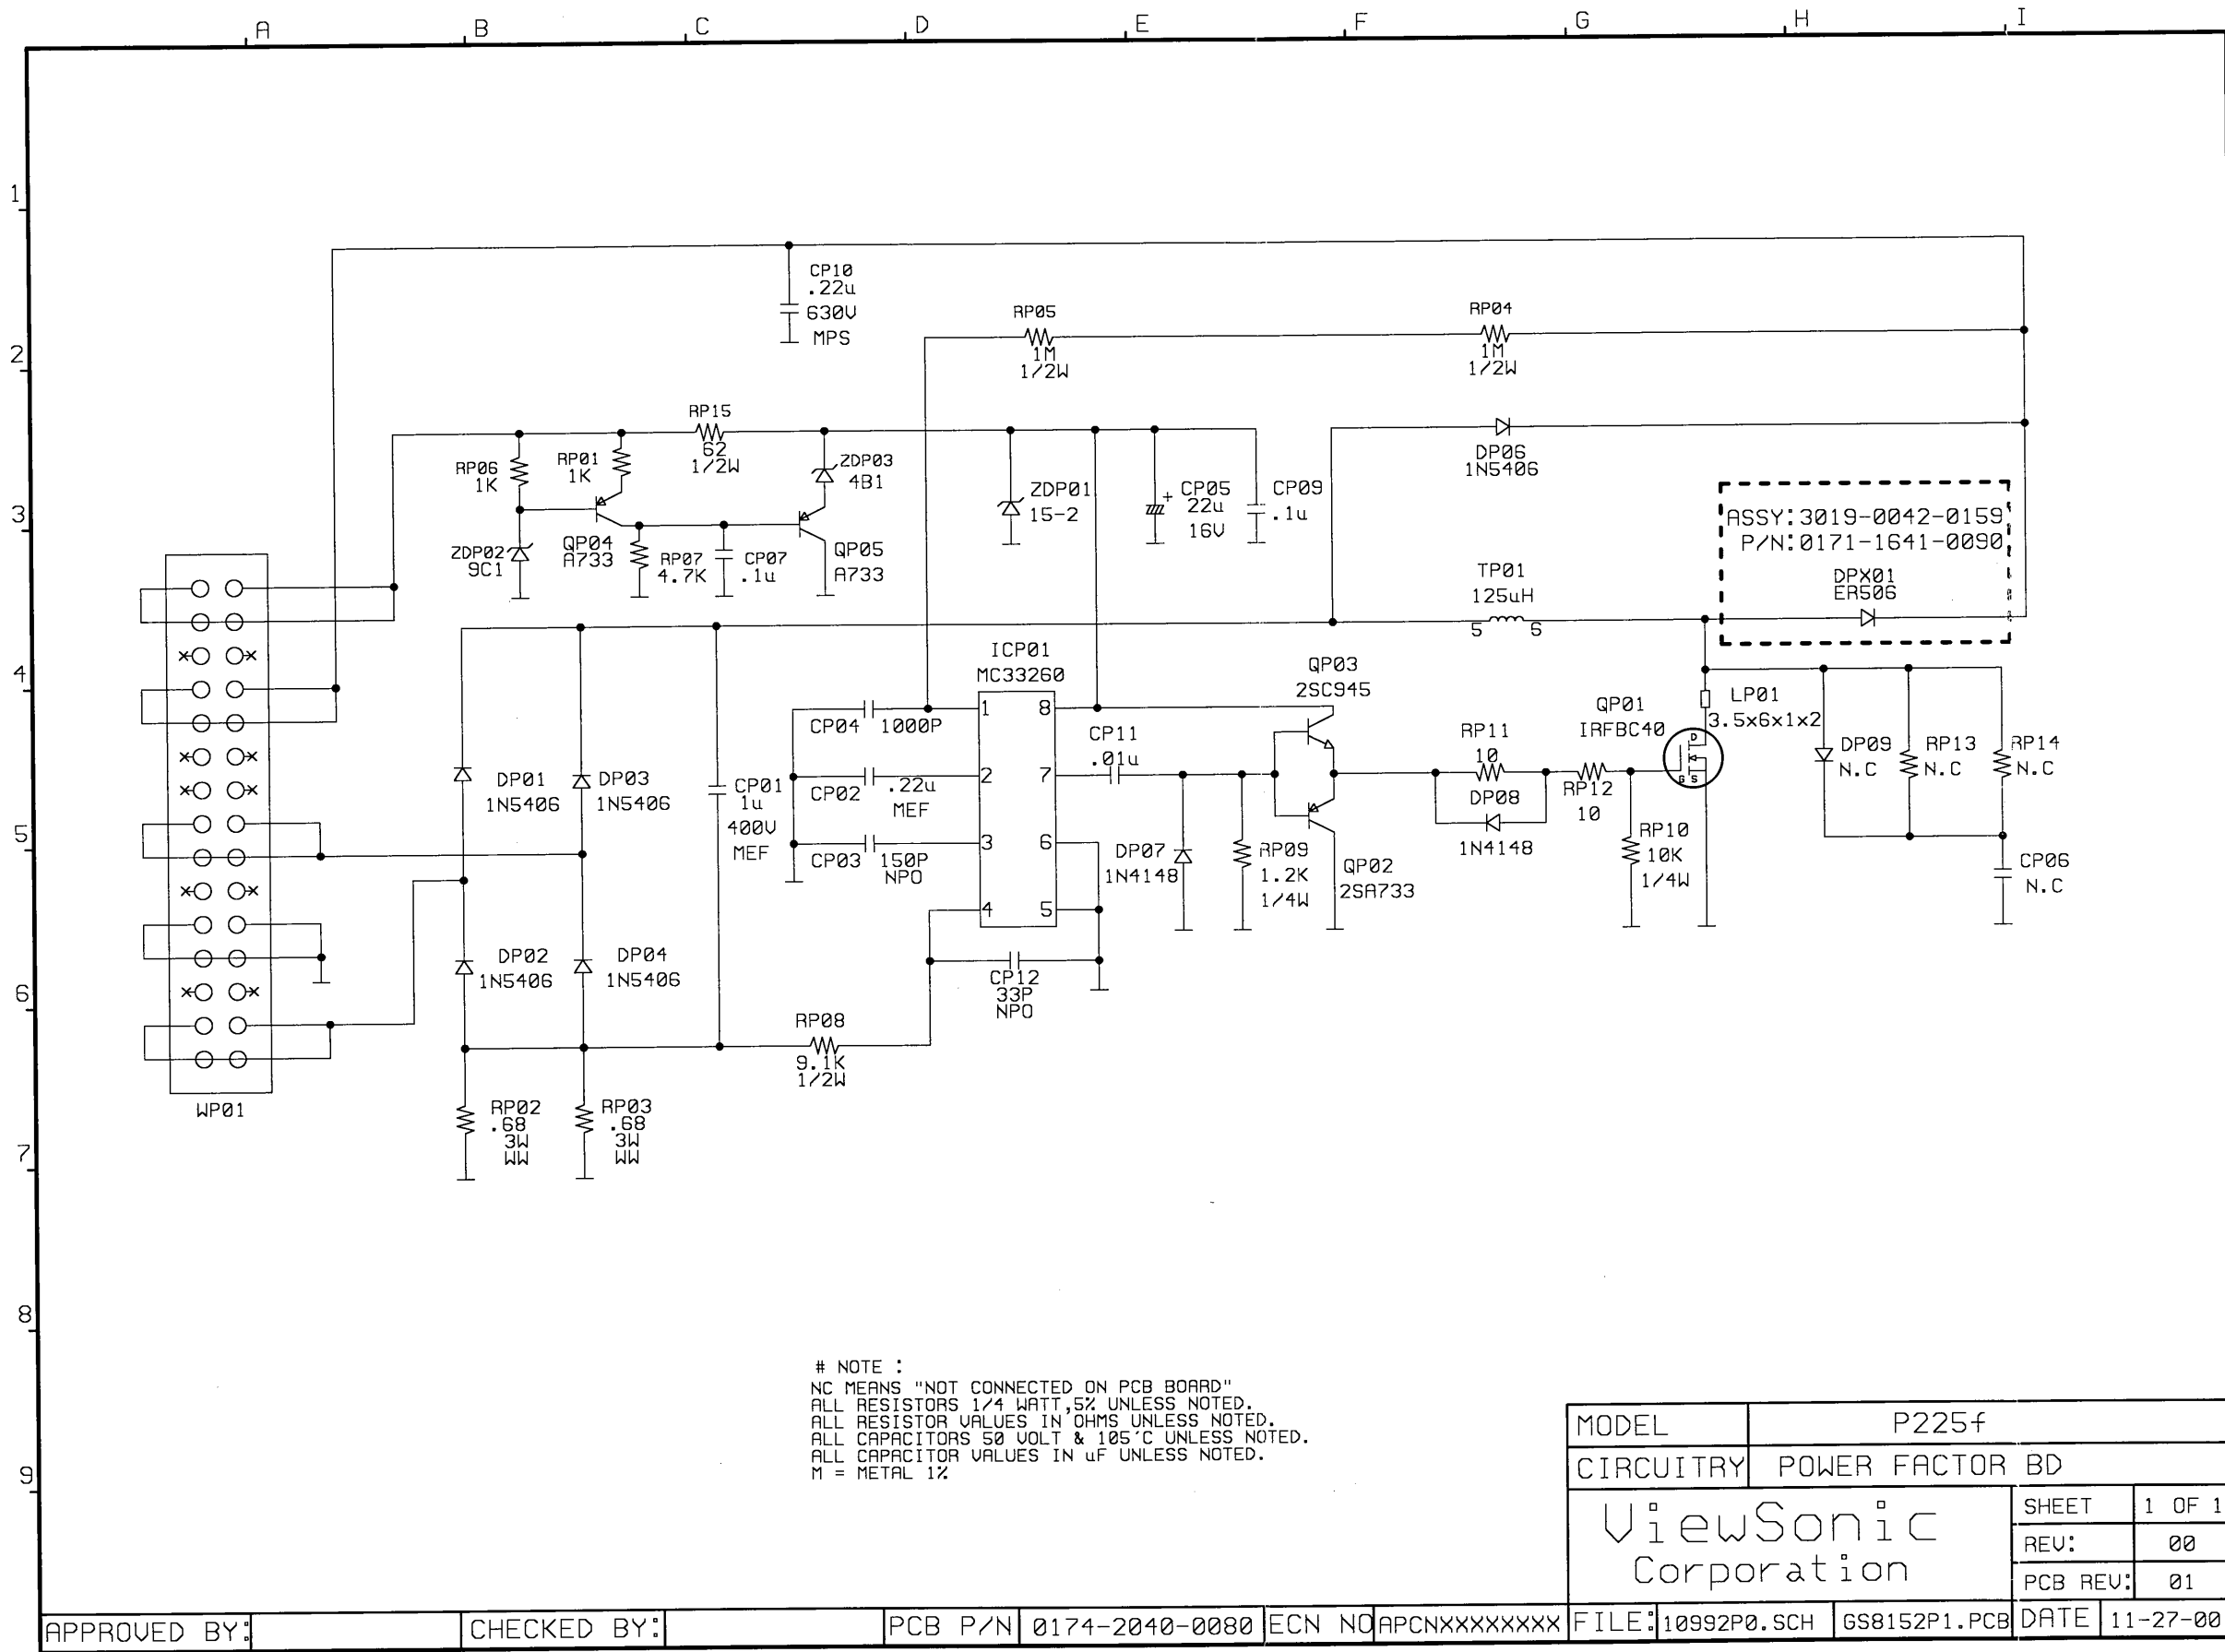 A B C D E F G H I
1
2
3
4
5
6
7
8
9
CP10
.22u
630V
MPS
RP05
1M
1/2W
RP04
1M
1/2W
RP15
62
1/2W
RP06
1K
RP01
1K
ZDP03
4B1
ZDP01
15-2
+ CP05
22u
16V
CP09
.1u
DP06
1N5406
ASSY:3019-0042-0159
P/N:0171-1641-0090
DPX01
ER506
ZDP02
9C1
QP04
A733
RP07
4.7K
CP07
.1u
QP05
A733
TP01
125uH
5 6
ICP01
MC33260
1 8
2 7
3 6
4 5
QP03
2SC945
QP01
IRFBC40
LP01
3.5x6x1x2
D
G S
CP04 1000P
CP11
.01u
RP11
10
DP08
1N4148
RP12
10
DP09
N.C
RP13
N.C
RP14
N.C
DP01
1N5406
DP03
1N5406
CP01
1u
400V
MEF
CP02 .22u
MEF
CP03 150P
NPO
DP07
1N4148
RP09
1.2K
1/4W
QP02
2SA733
RP10
10K
1/4W
CP06
N.C
DP02
1N5406
DP04
1N5406
CP12
33P
NPO
RP08
9.1K
1/2W
WP01
RP02
.68
3W
WW
RP03
.68
3W
WW
# NOTE :
NC MEANS "NOT CONNECTED ON PCB BOARD"
ALL RESISTORS 1/4 WATT,5% UNLESS NOTED.
ALL RESISTOR VALUES IN OHMS UNLESS NOTED.
ALL CAPACITORS 50 VOLT & 105'C UNLESS NOTED.
ALL CAPACITOR VALUES IN uF UNLESS NOTED.
M = METAL 1%
MODEL P225f
CIRCUITRY POWER FACTOR BD
ViewSonic
Corporation
SHEET 1 OF 1
REV: 00
PCB REV: 01
APPROVED BY: CHECKED BY: PCB P/N 0174-2040-0080 ECN NO APCNXXXXXXXX FILE: 10992P0.SCH GS8152P1.PCB DATE 11-27-00